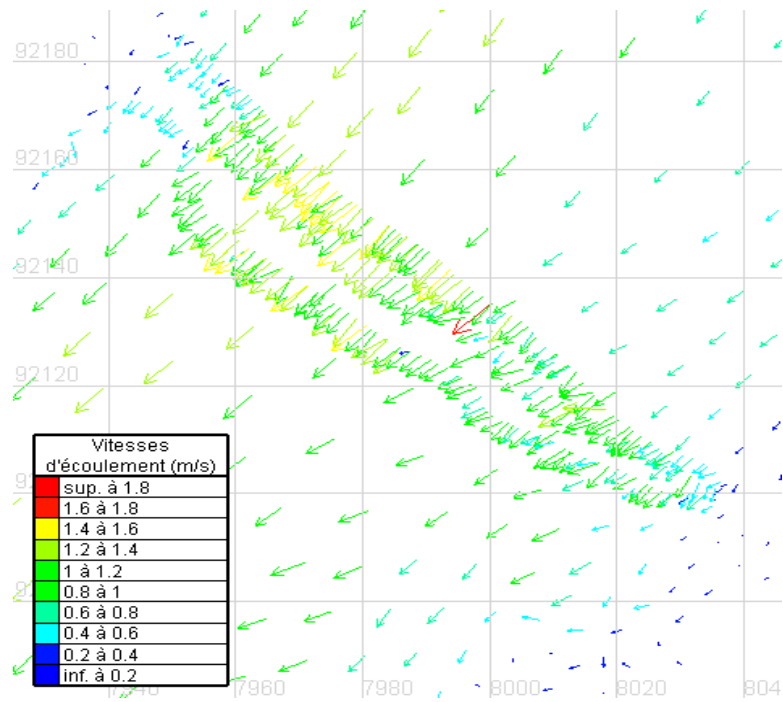 92180
92160
92140
92120
Vitesses
d'écoulement (m/s)
sup. à 1.8
1.6 à 1.8
1.4 à 1.6
1.2 à 1.4
1 à 1.2
0.8 à 1
0.6 à 0.8
0.4 à 0.6
0.2 à 0.4
inf. à 0.2
7940 7960 7980 8000 8020 804